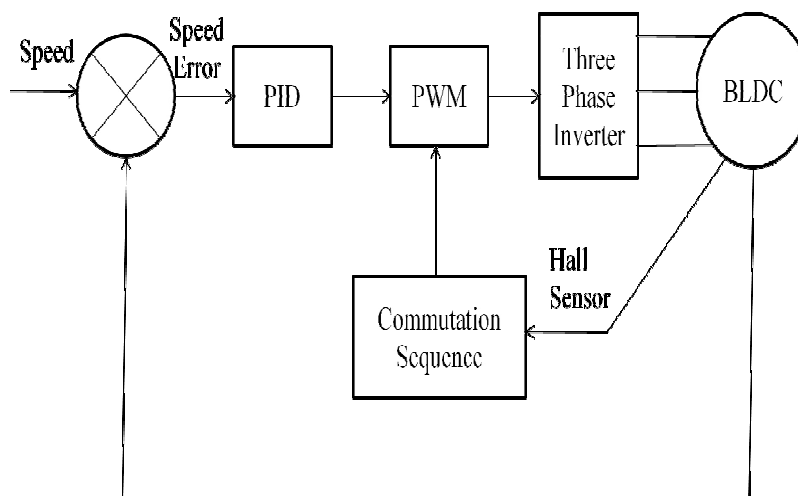 Speed
Speed
Error
PID
PWM
Three
Phase
Inverter
BLDC
Hall
Sensor
Commutation
Sequence